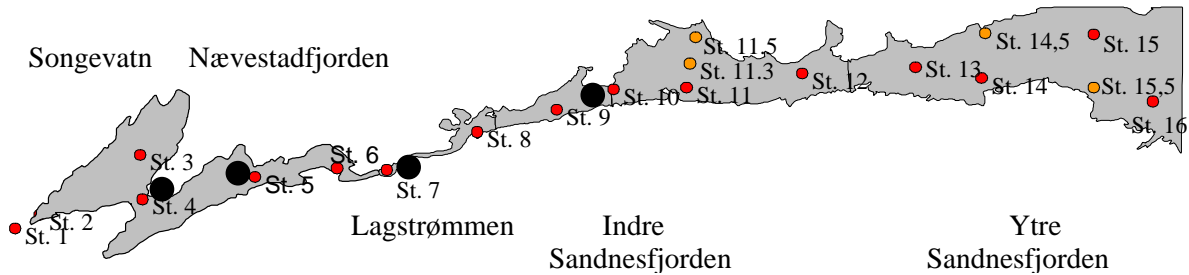 Songevatn
Nævestadfjorden
St. 11.5
St. 14,5
St. 15
St. 11.3
St. 12
St. 13
St. 14
St. 15,5
St. 10
St. 11
St. 9
St. 16
St. 8
St. 3
St. 6
St. 5
St. 7
St. 4
St. 2
St. 1
Lagstrømmen
Indre
Sandnesfjorden
Ytre
Sandnesfjorden